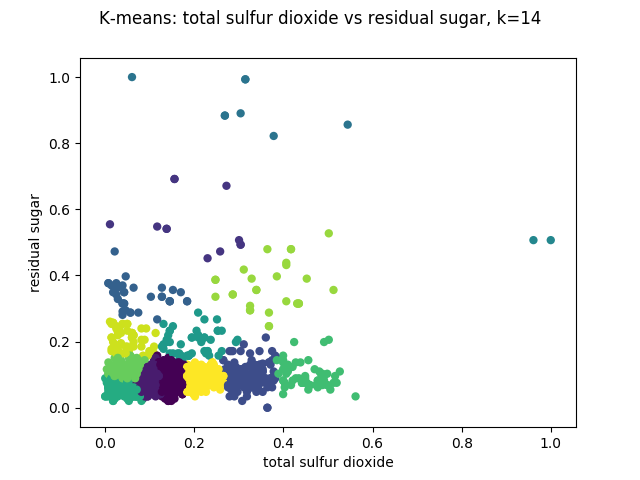 K-means: total sulfur dioxide vs residual sugar, k=14
1.0
0.8
0.6
0.4
0.2
0.0
residual sugar
0.0 0.2 0.4 0.6 0.8 1.0
total sulfur dioxide